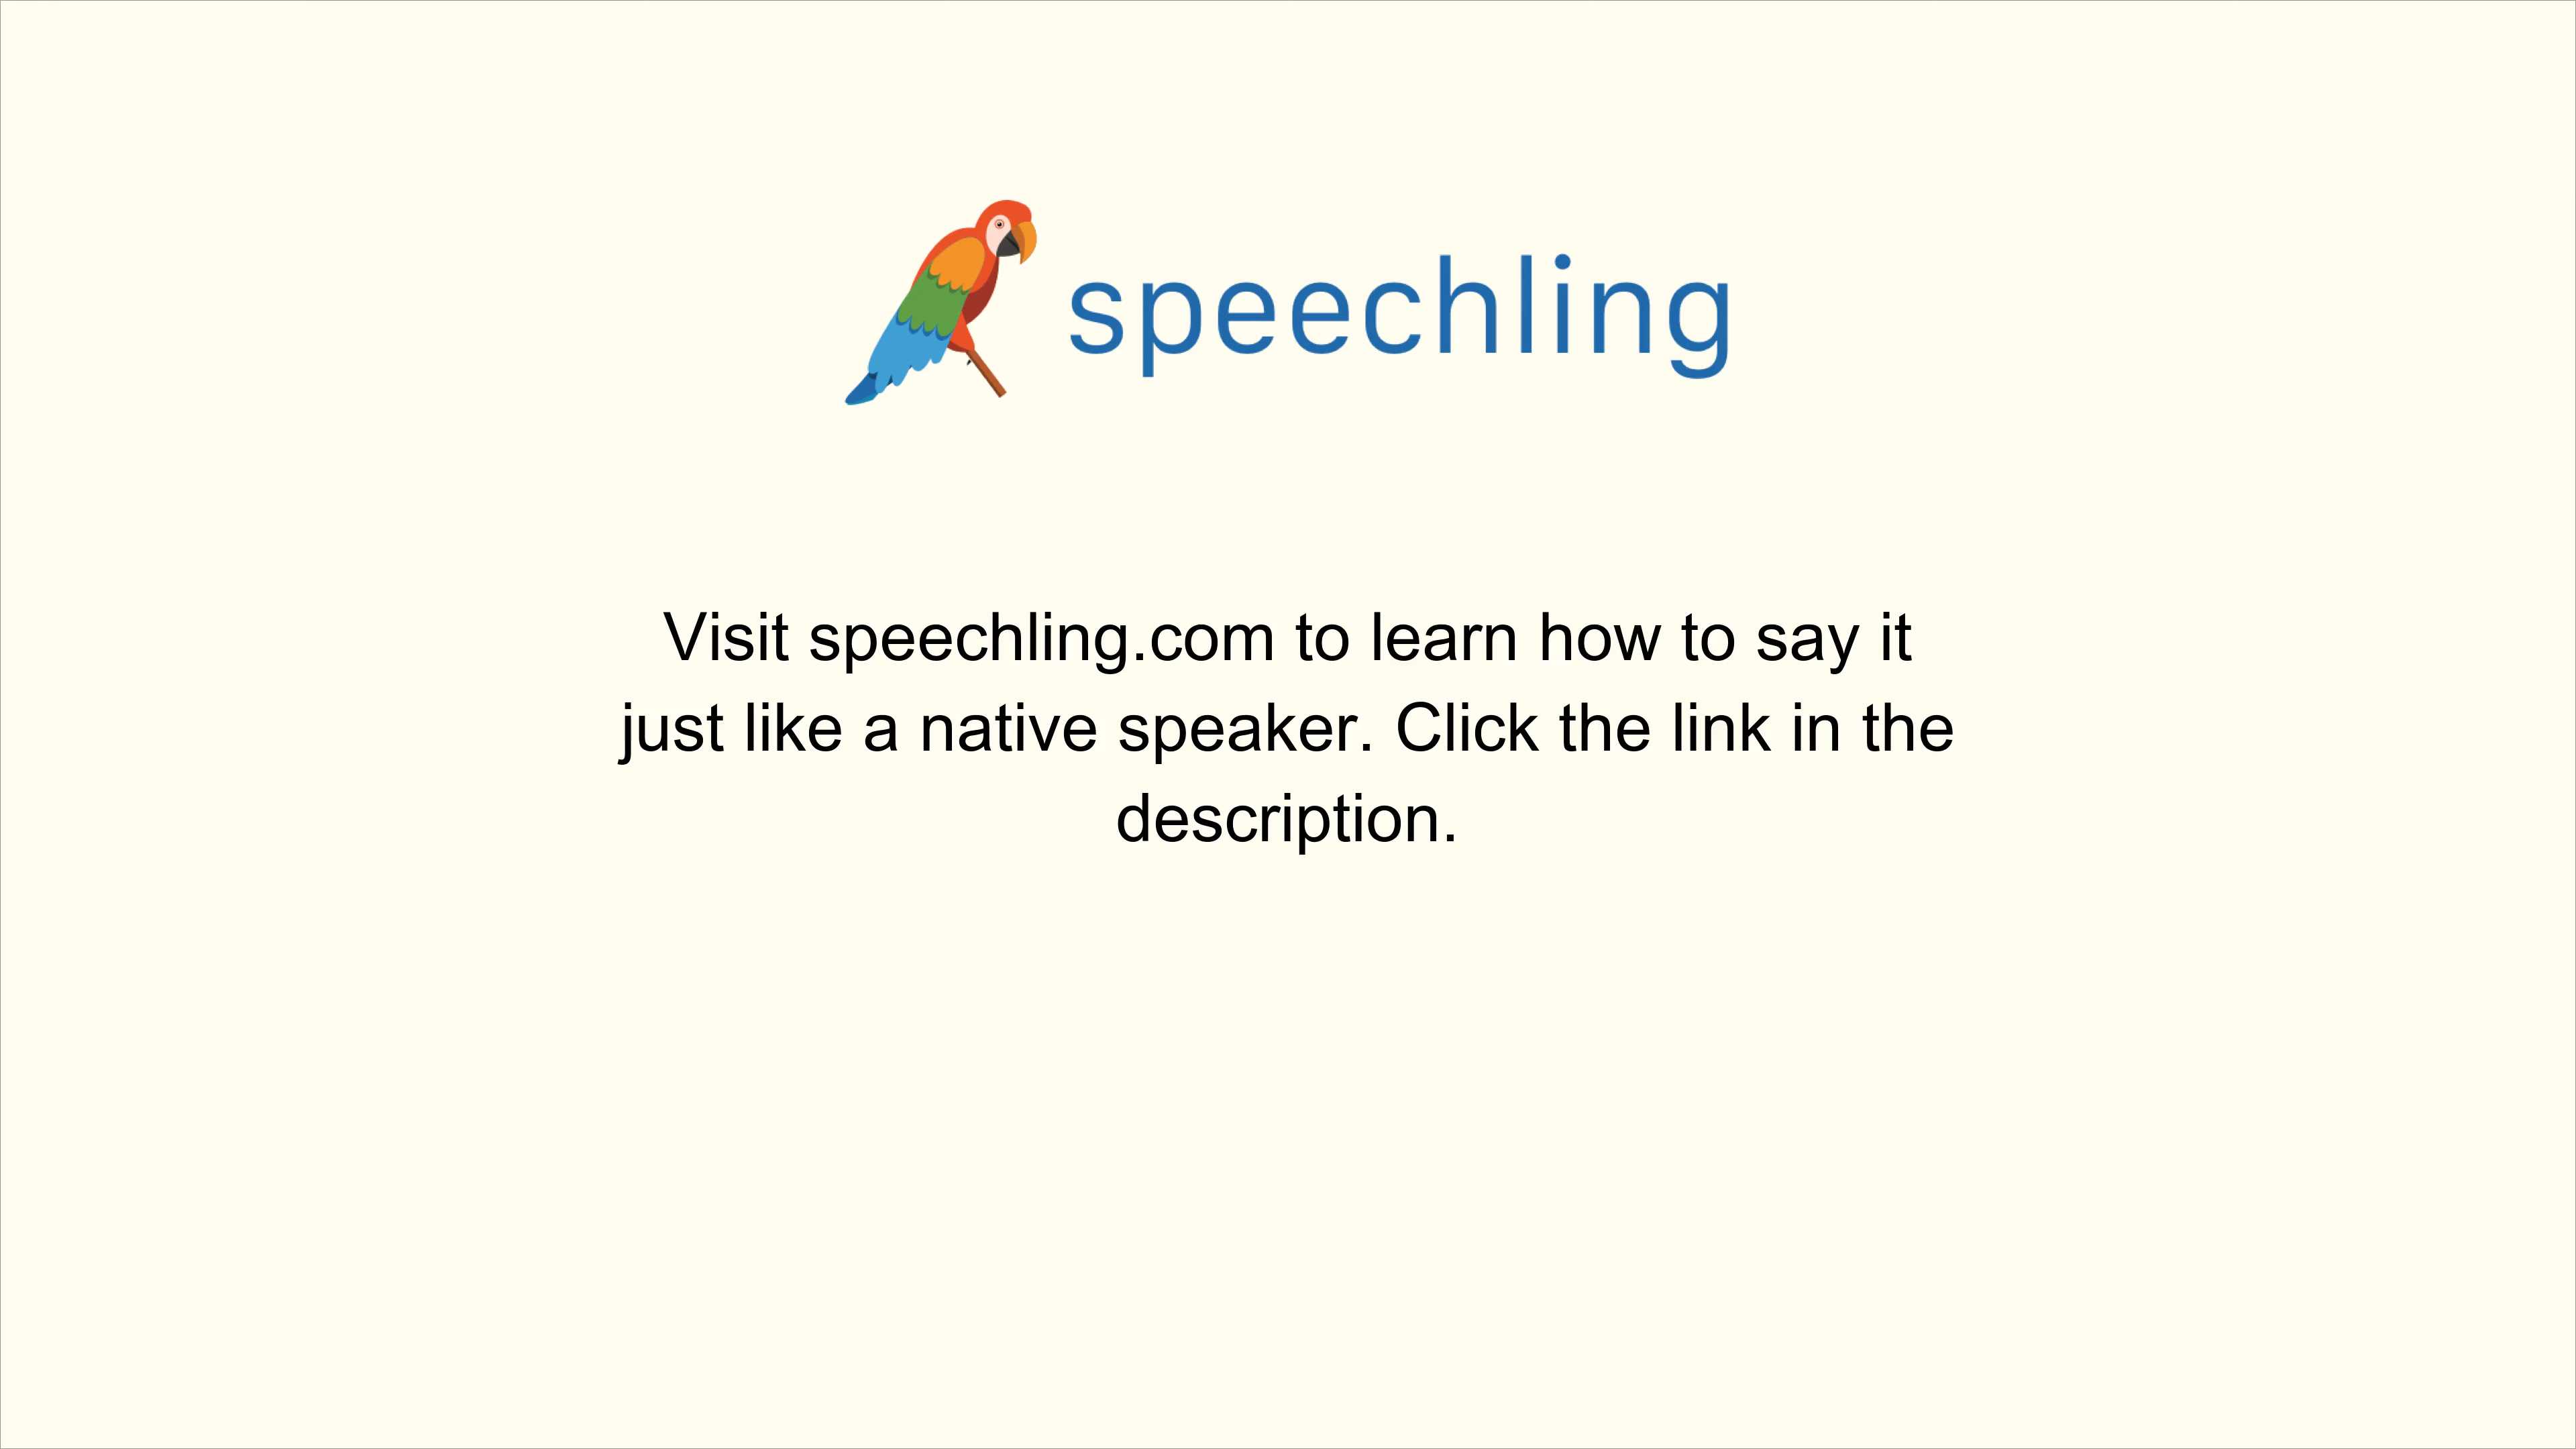 speechling
Visit speechling.com to learn how to say it
just like a native speaker. Click the link in the
description.